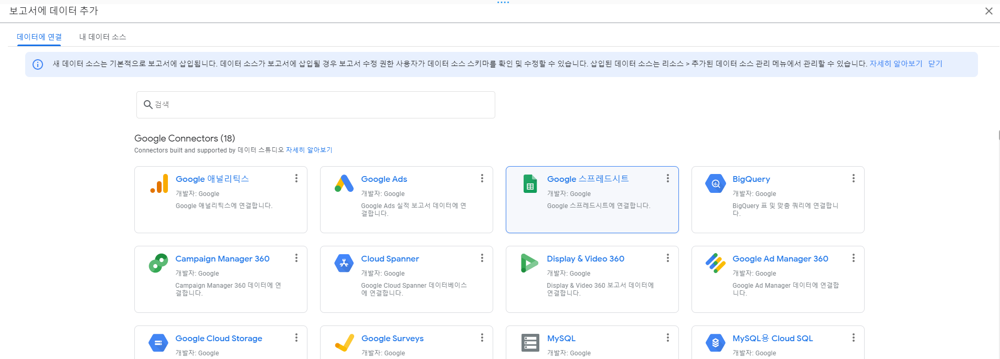 보고서에 데이터 추가
데이터에 연결 내 데이터 소스
새 데이터 소스는 기본적으로 보고서에 삽입됩니다. 데이터 소스가 보고서에 삽입될 경우 보고서 수정 권한 사용자가 데이터 소스 스키마를 확인 및 수정할 수 있습니다. 삽입된 데이터 소스는 리소스 > 추가된 데이터 소스 관리 메뉴에서 관리할 수 있습니다. 자세히 알아보기 닫기
검색
Google Connectors (18)
Connectors built and supported by 데이터 스튜디오 자세히 알아보기
Google 애널리틱스
개발자: Google
Google 애널리틱스에 연결합니다.
Google Ads
개발자: Google
Google Ads 실적 보고서 데이터에 연
결합니다.
Google 스프레드시트
개발자: Google
Google 스프레드시트에 연결합니다.
BigQuery
개발자: Google
BigQuery 표 및 맞춤 쿼리에 연결합니
다.
Campaign Manager 360
개발자: Google
Campaign Manager 360 데이터에 연
결합니다.
Cloud Spanner
개발자: Google
Google Cloud Spanner 데이터베이스
에 연결합니다.
Display & Video 360
개발자: Google
Display & Video 360 보고서 데이터에
연결합니다.
Google Ad Manager 360
개발자: Google
Google Ad Manager 데이터에 연결합
니다.
Google Cloud Storage
개발자: Google
Google Surveys
개발자: Google
MySQL
개발자: Google
MySQL용 Cloud SQL
개발자: Google